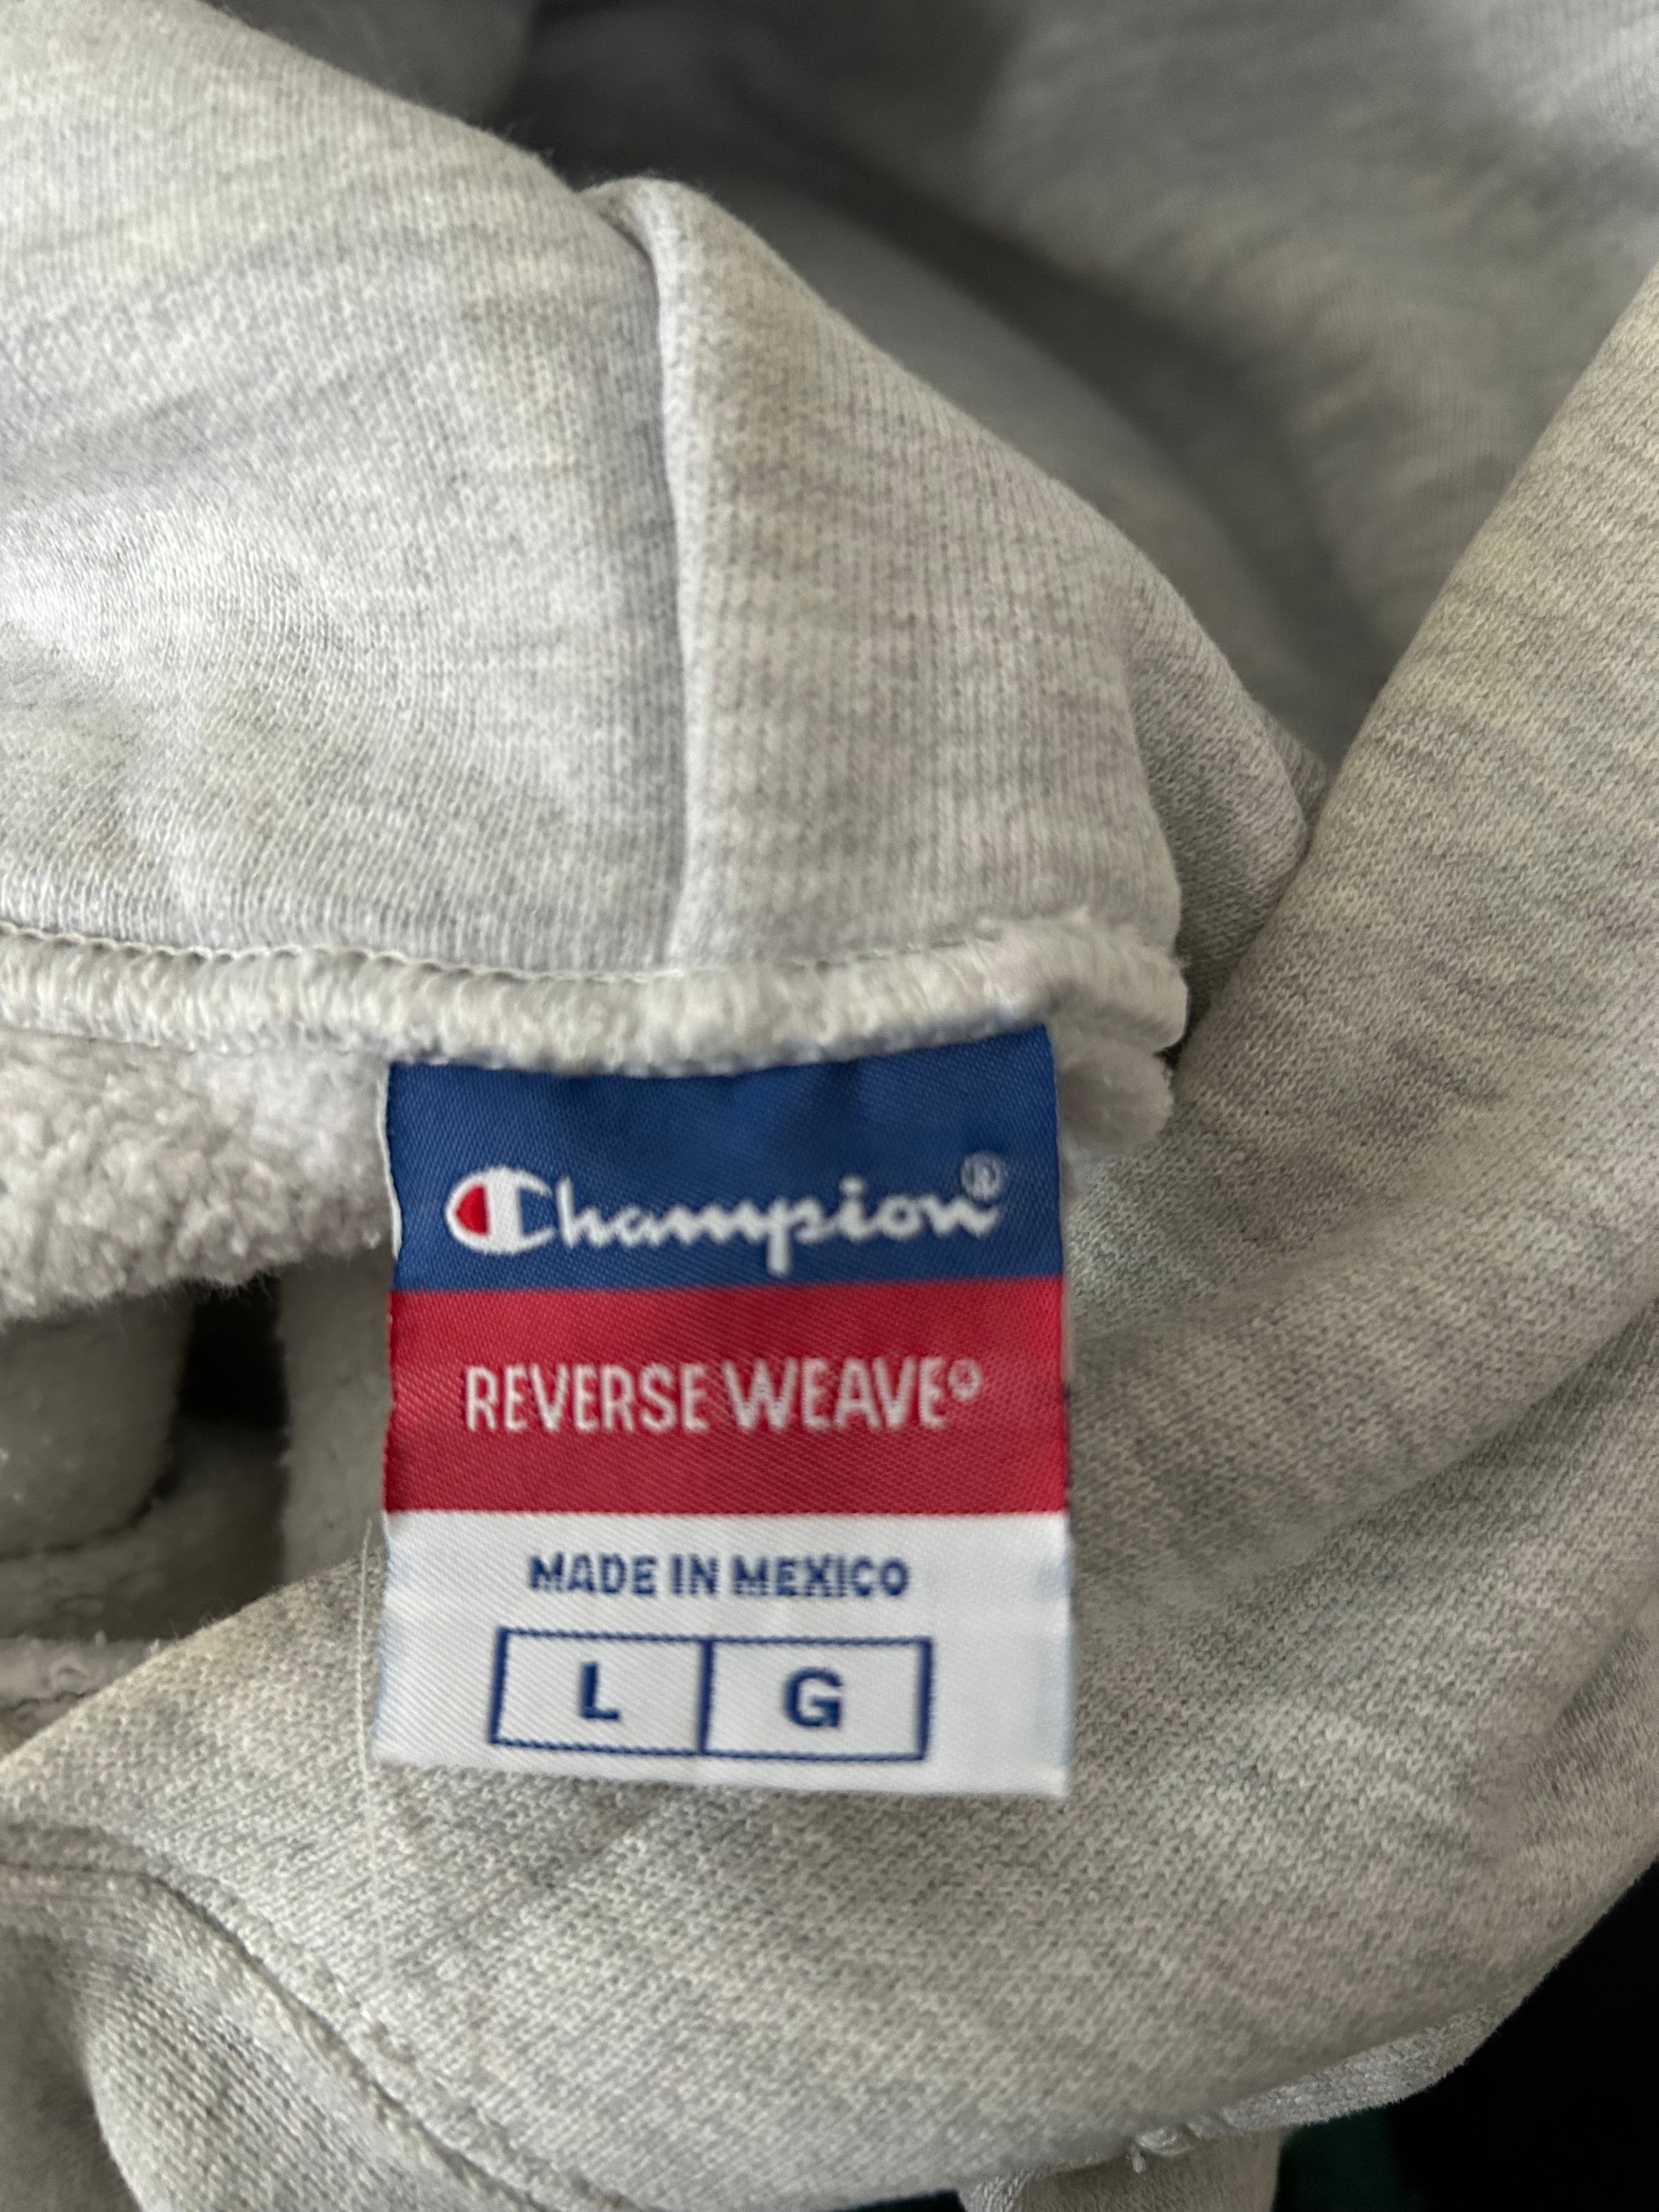 Champion®
REVERSE WEAVE®
MADE IN MEXICO
L G